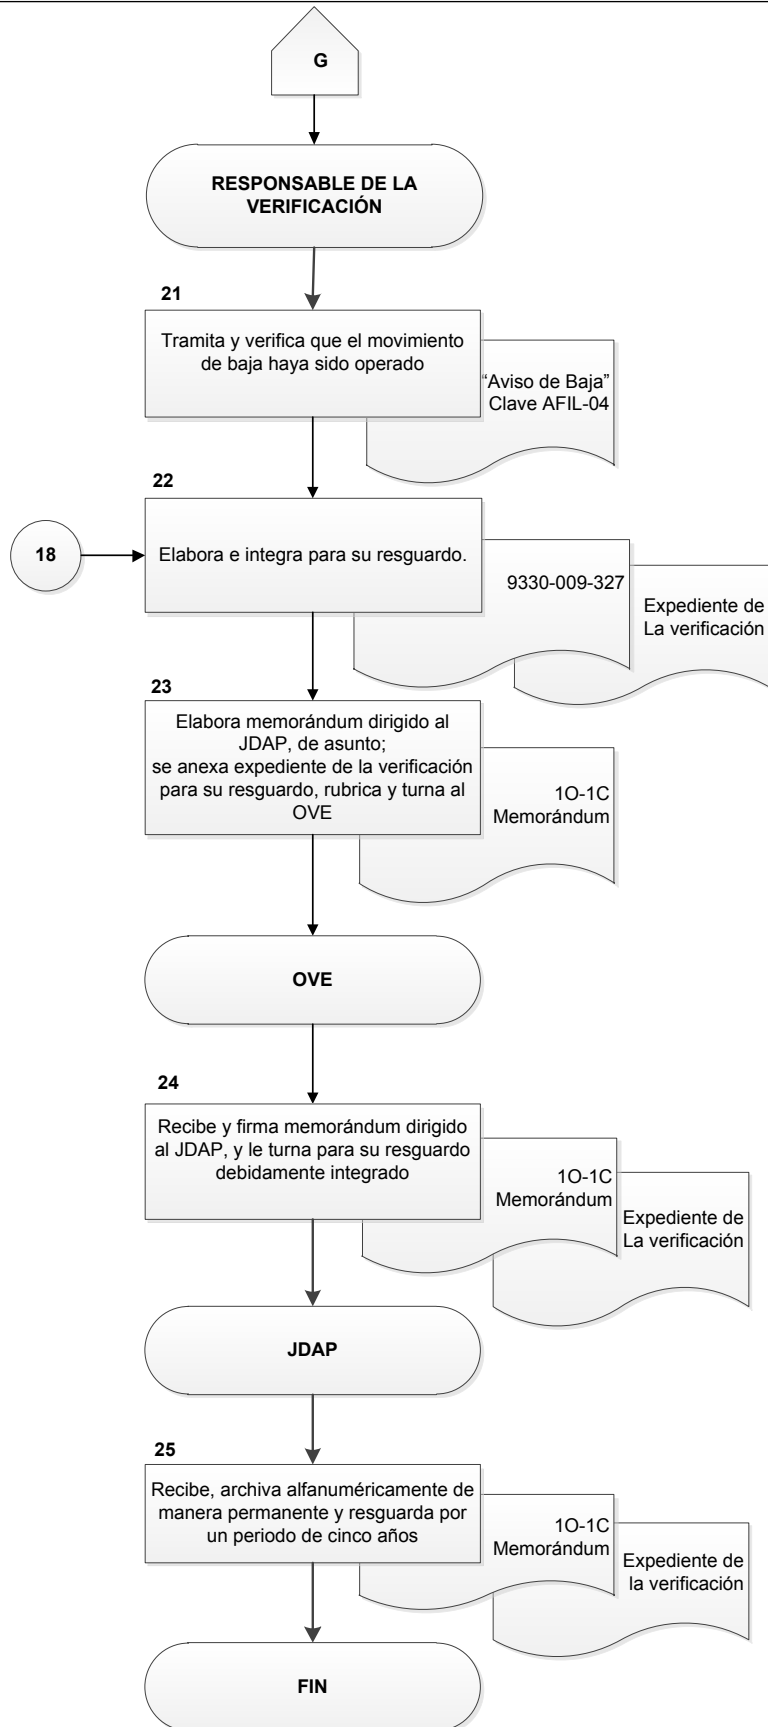 G
RESPONSABLE DE LA
VERIFICACIÓN
21
Tramita y verifica que el movimiento
de baja haya sido operado
“Aviso de Baja”
Clave AFIL-04
22
18
Elabora e integra para su resguardo.
9330-009-327
Expediente de
La verificación
23
Elabora memorándum dirigido al
JDAP, de asunto;
se anexa expediente de la verificación
para su resguardo, rubrica y turna al
OVE
1O-1C
Memorándum
OVE
24
Recibe y firma memorándum dirigido
al JDAP, y le turna para su resguardo
debidamente integrado
1O-1C
Memorándum
Expediente de
La verificación
JDAP
25
Recibe, archiva alfanuméricamente de
manera permanente y resguarda por
un periodo de cinco años
1O-1C
Memorándum
Expediente de
la verificación
FIN